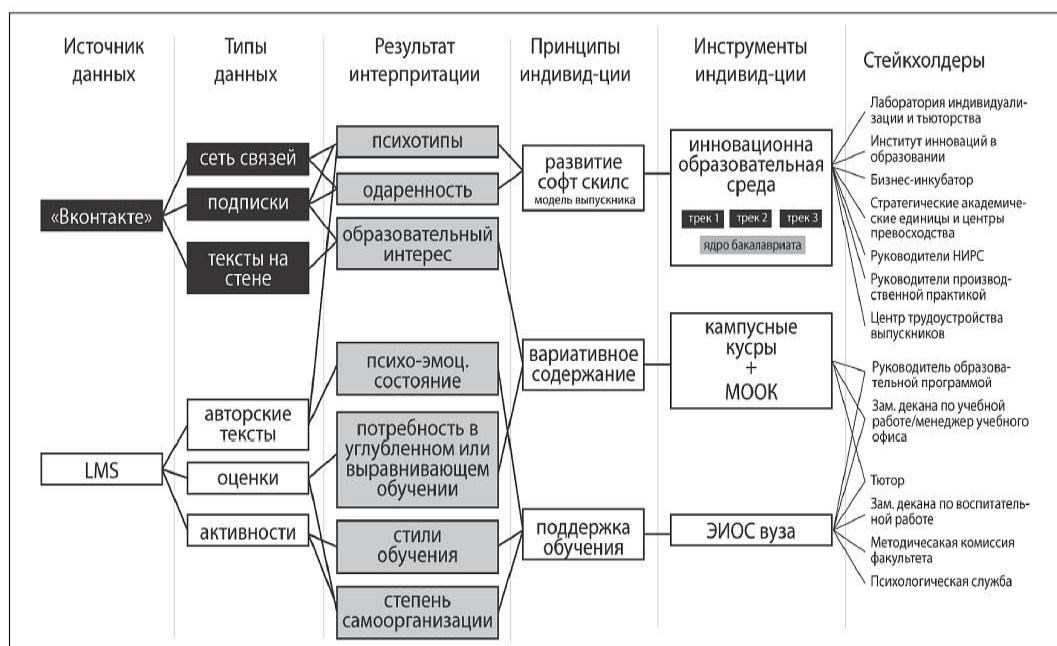 Источник
данных
Типы
данных
Результат
интерпритации
Принципы
индивид-ции
Инструменты
индивид-ции
Стейкхолдеры
«Вконтакте»
LMS
сеть связей
подписки
тексты на
стене
авторские
тексты
оценки
активности
психотипы
одаренность
образовательный
интерес
психо-эмоц.
состояние
потребность в
углубленном или
выравнивающем
обучении
стили
обучения
степень
самоорганизации
развитие
софт скилс
модель выпускника
вариативное
содержание
поддержка
обучения
инновационна
образовательная
среда
трек 1 трек 2 трек 3
ядро бакалавриата
кампусные
кусры
+
МООК
ЭИОС вуза
Лаборатория индивидуали-
зации и тьюторства
Институт инноваций в
образовании
Бизнес-инкубатор
Стратегические академиче-
ские единицы и центры
превосходства
Руководители НИРС
Руководители производ-
ственной практикой
Центр трудоустройства
выпускников
Руководитель образова-
тельной программой
Зам. декана по учебной
работе/менеджер учебного
офиса
Тютор
Зам. декана по воспитатель-
ной работе
Методичесакая комиссия
факультета
Психологическая служба